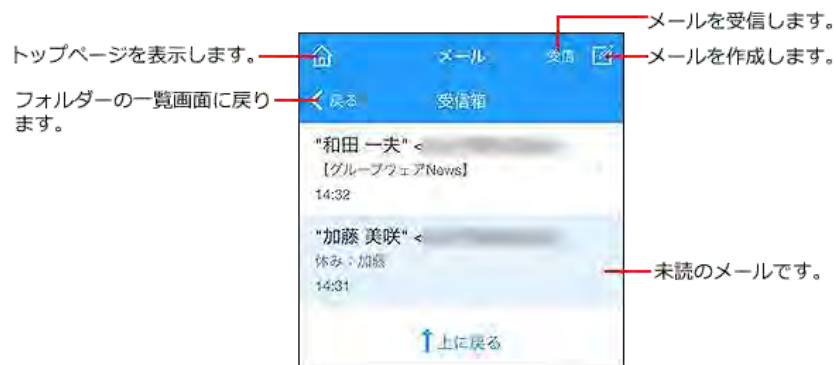 メールを受信します。
トップページを表示します。
メール
受信
メールを作成します。
フォルダーの一覧画面に戻り
ます。
戻る
受信箱
"和田 一夫" <
【グループウェアNews】
14:32
"加藤 美咲" <
休み：加藤
14:31
未読のメールです。
上に戻る